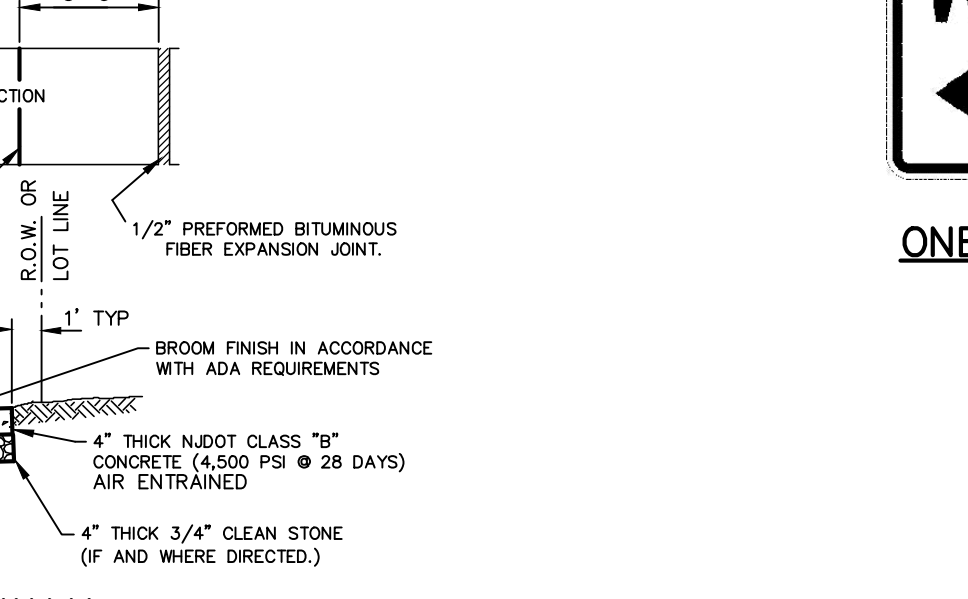 R.O.W. OR
LOT LINE
1/2" PREFORMED BITUMINOUS
FIBER EXPANSION JOINT.
1' TYP
BROOM FINISH IN ACCORDANCE
WITH ADA REQUIREMENTS
4" THICK NJDOT CLASS "B"
CONCRETE (4,500 PSI @ 28 DAYS)
AIR ENTRAINED
4" THICK 3/4" CLEAN STONE
(IF AND WHERE DIRECTED.)